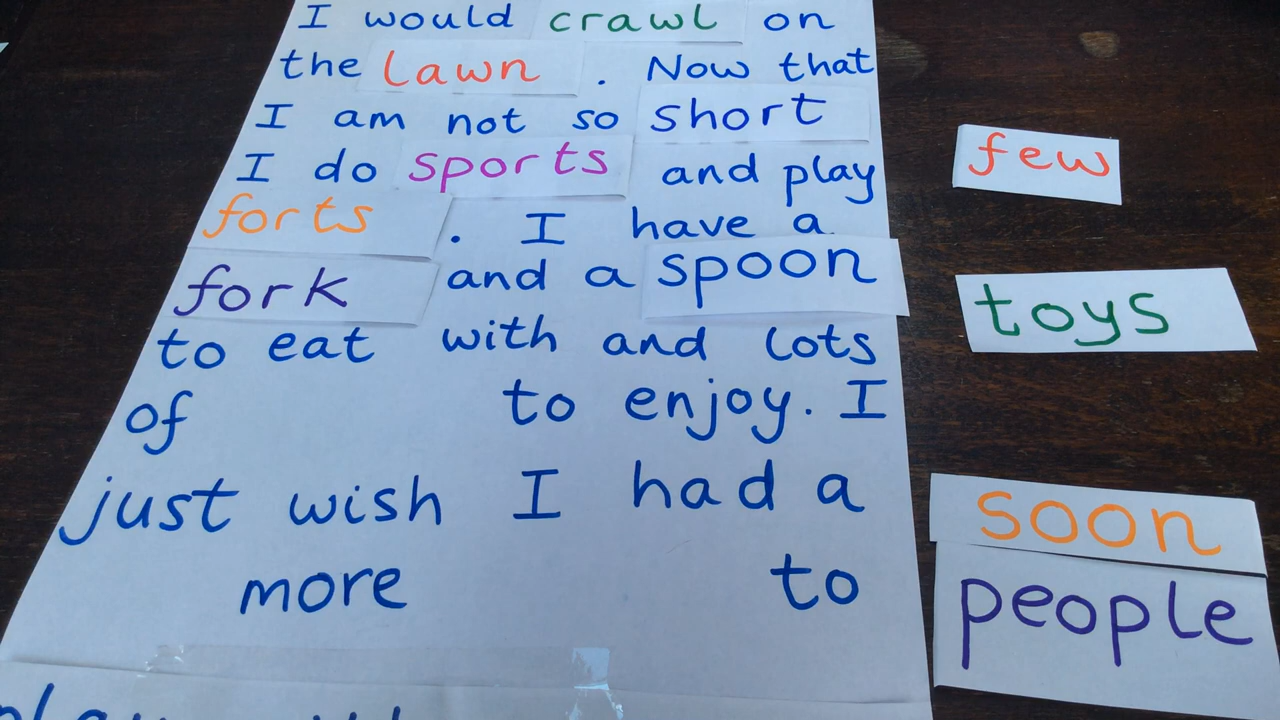 I would crawl on
the lawn . Now that
I am not so short
I do sports and play
forts . I have a
fork and a spoon
to eat with and lots
of to enjoy. I
just wish I had a
more to
few
toys
soon
people